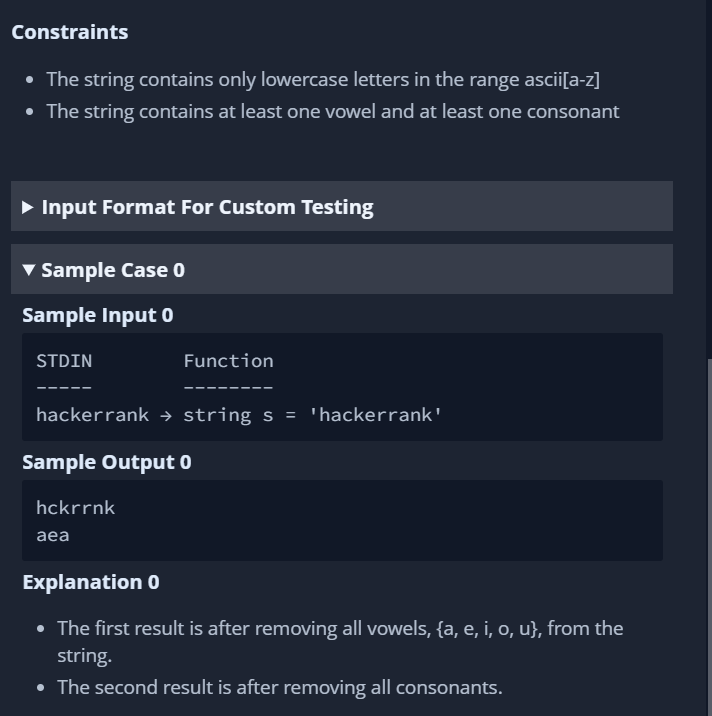 Constraints
• The string contains only lowercase letters in the range ascii[a-z]
• The string contains at least one vowel and at least one consonant
▶ Input Format For Custom Testing
▼ Sample Case 0
Sample Input 0
STDIN        Function
-----        --------
hackerrank → string s = 'hackerrank'
Sample Output 0
hckrrnk
aea
Explanation 0
• The first result is after removing all vowels, {a, e, i, o, u}, from the
string.
• The second result is after removing all consonants.